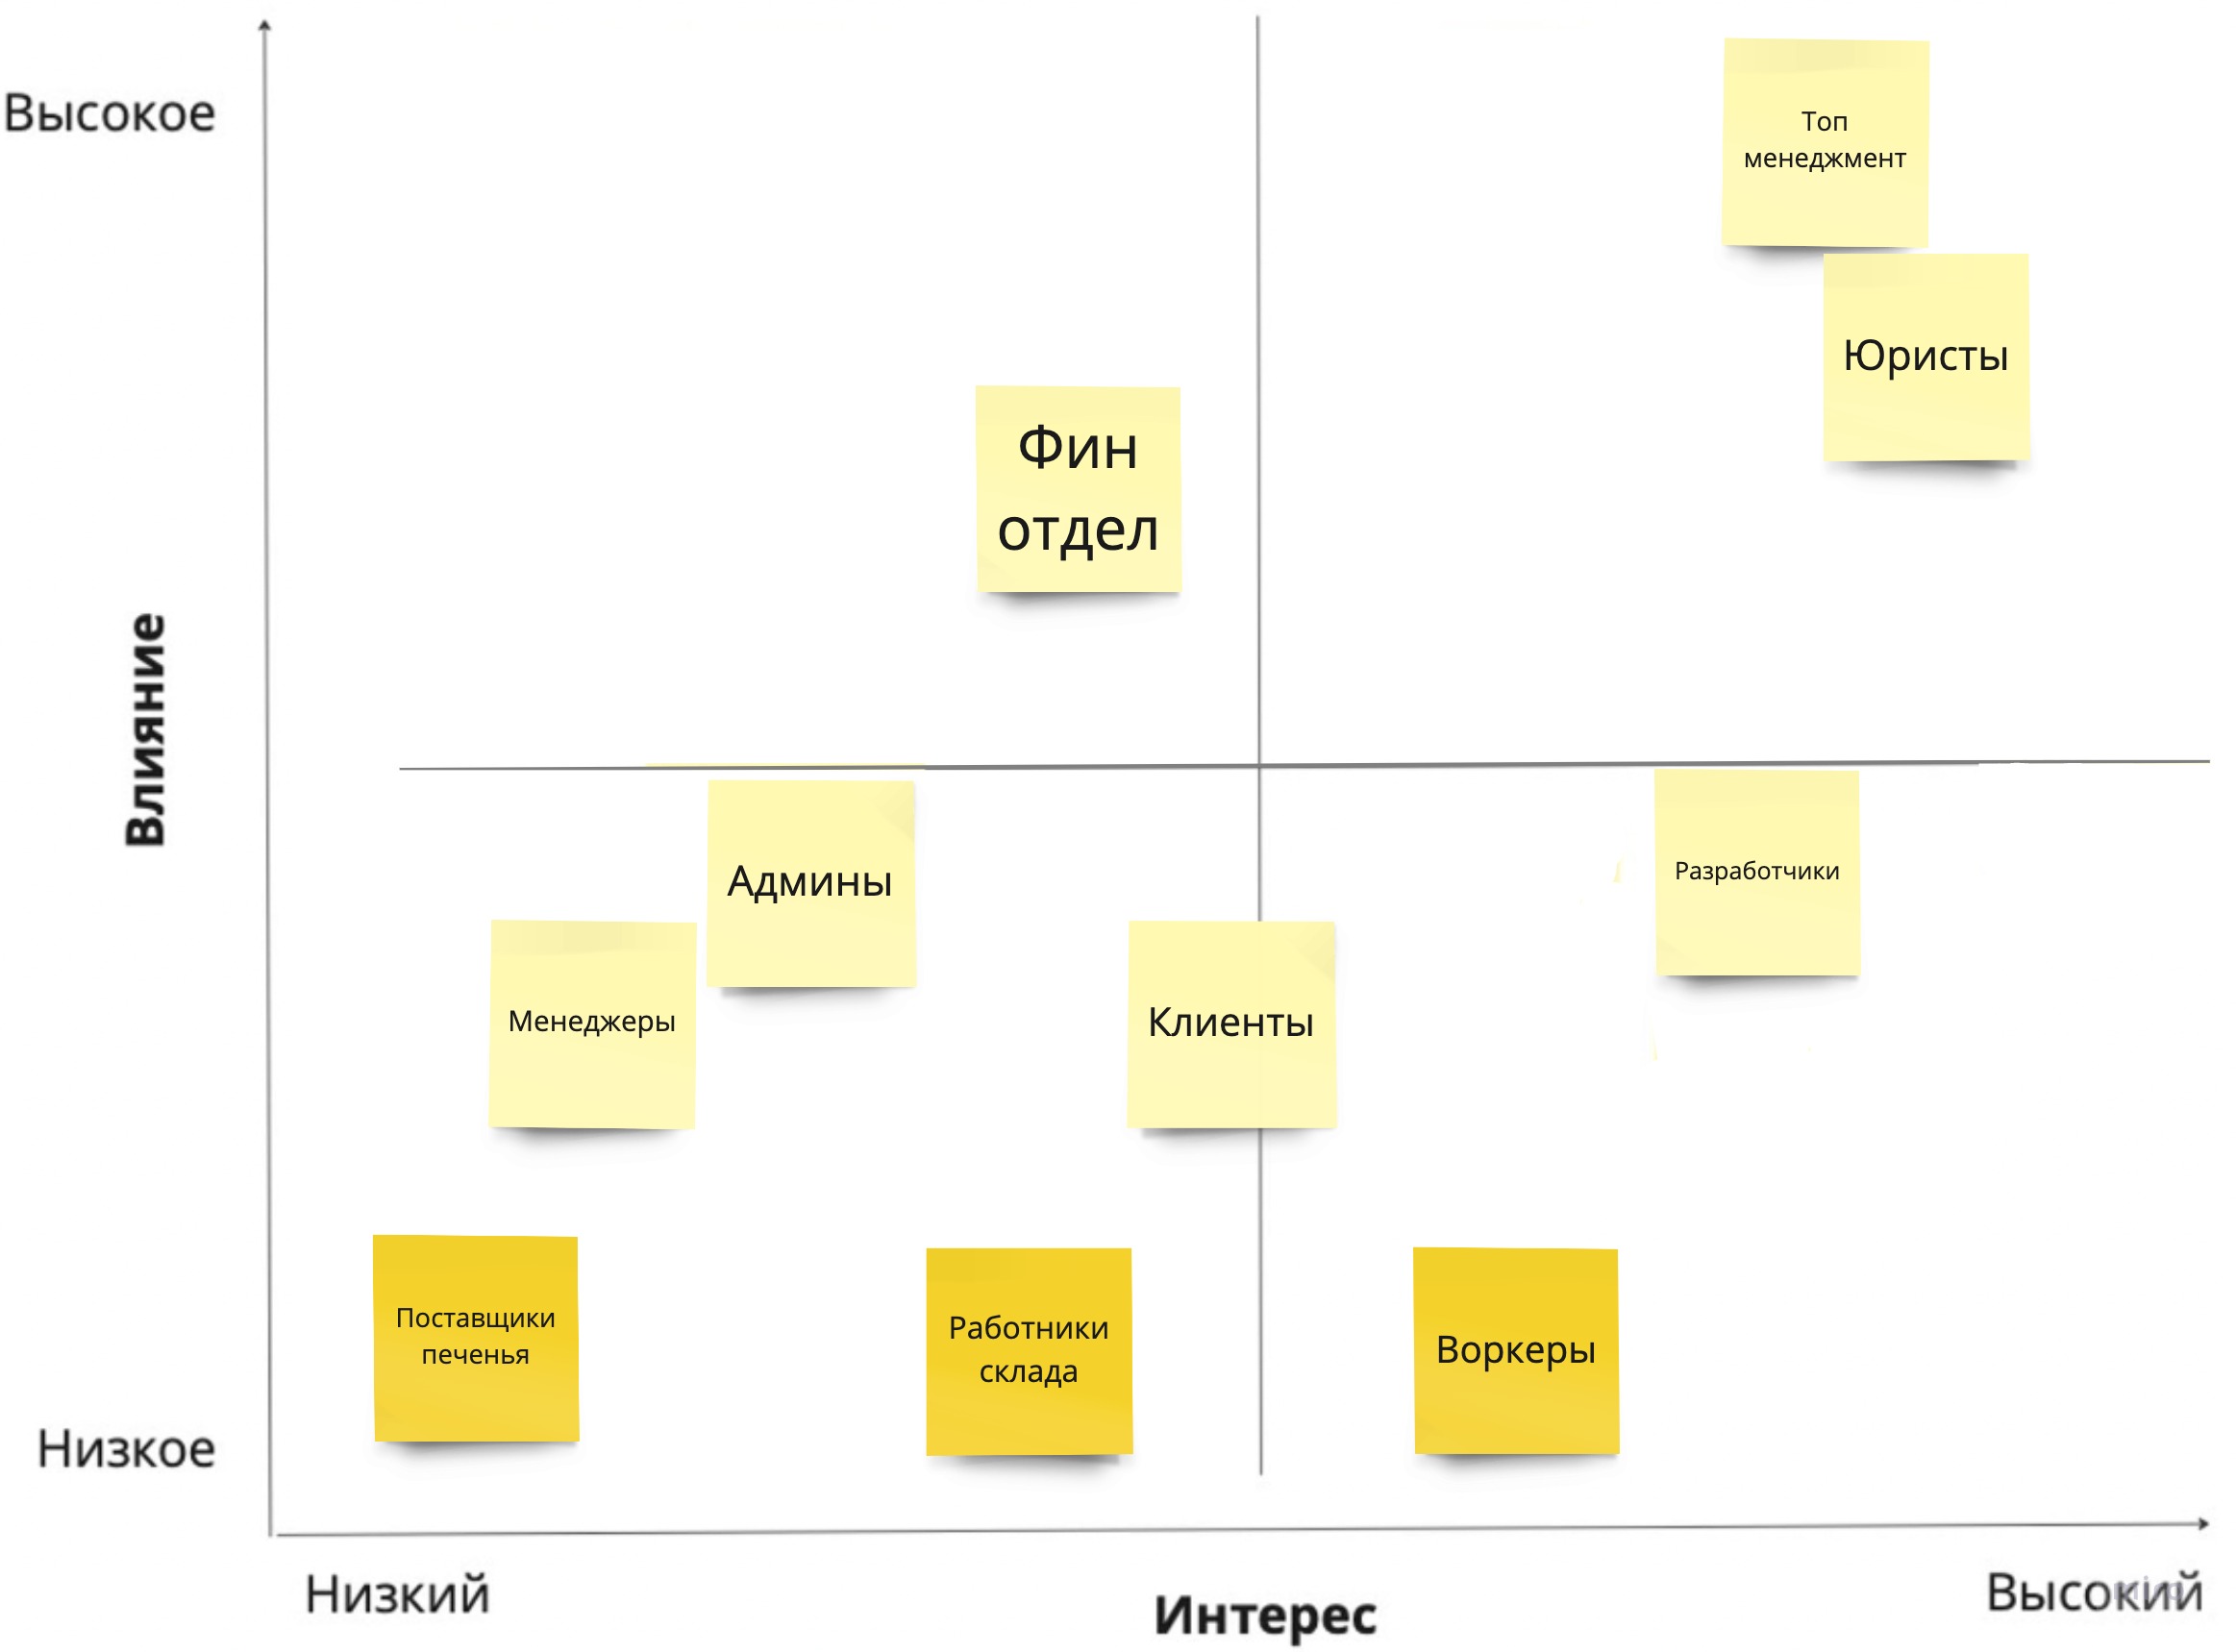 Высокое
Топ
менеджмент
Юристы
Фин
отдел
Влияние
Админы
Разработчики
Менеджеры
Клиенты
Поставщики
печенья
Работники
склада
Воркеры
Низкое
Низкий
Интерес
Высокий
miro